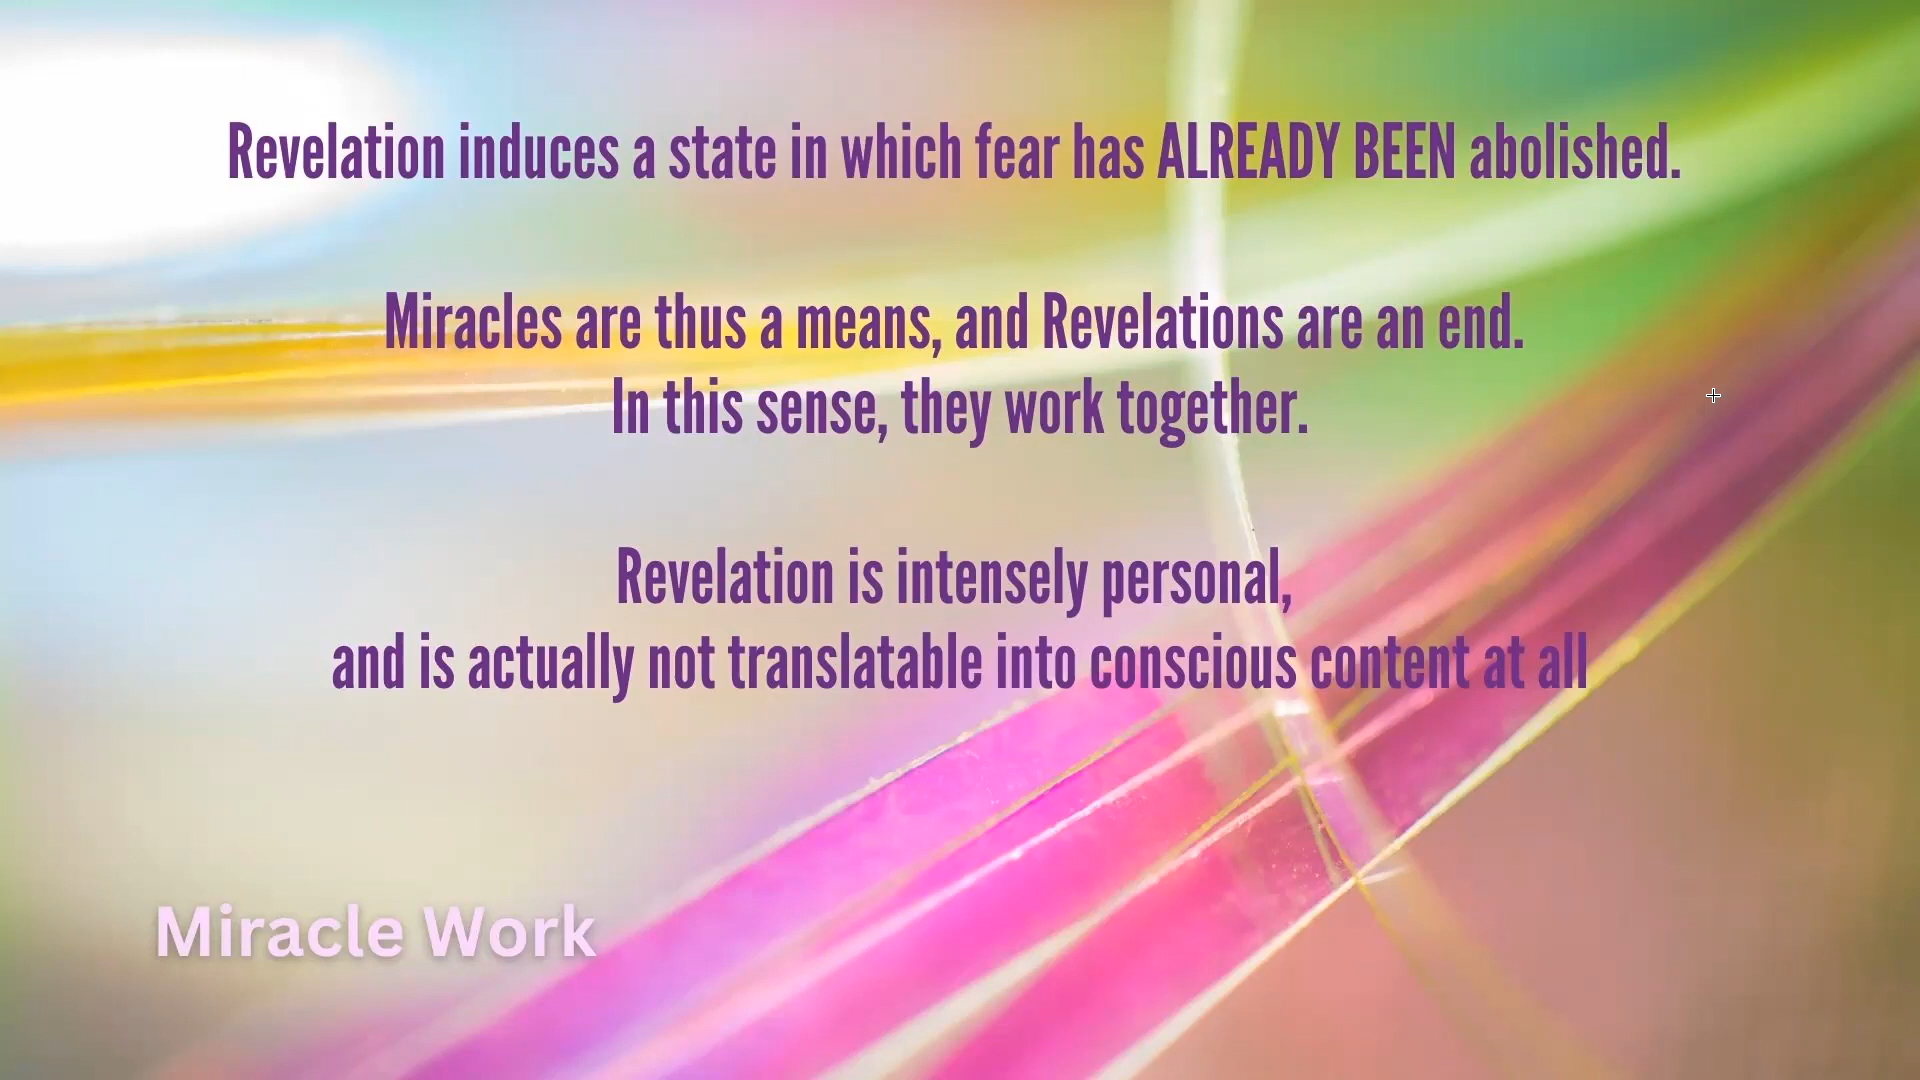 Revelation induces a state in which fear has ALREADY BEEN abolished.
Miracles are thus a means, and Revelations are an end.
In this sense, they work together.
Revelation is intensely personal,
and is actually not translatable into conscious content at all
Miracle Work